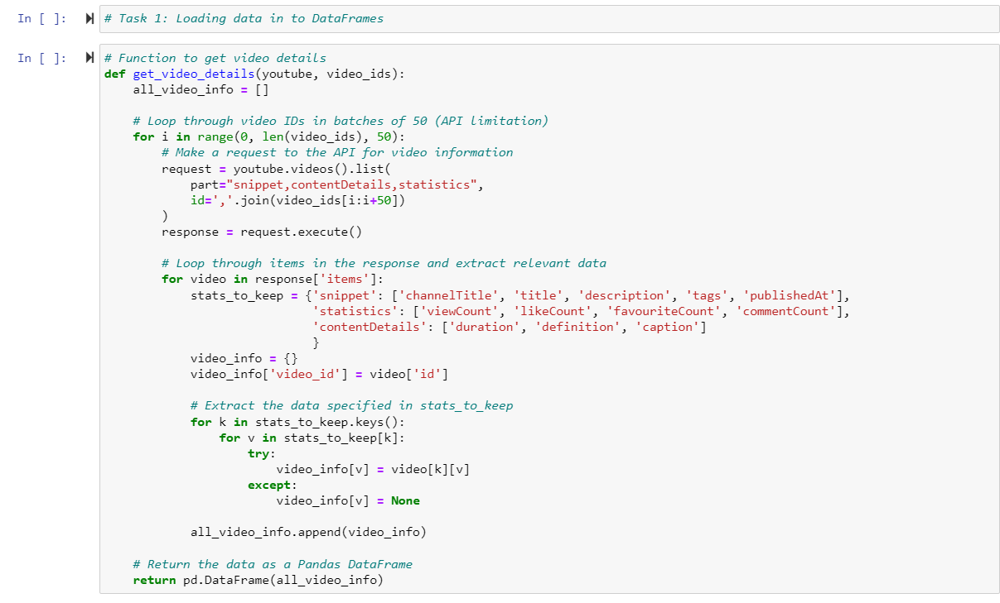 In [ ]: # Task 1: Loading data in to DataFrames
In [ ]: # Function to get video details
def get_video_details(youtube, video_ids):
    all_video_info = []
    # Loop through video IDs in batches of 50 (API limitation)
    for i in range(0, len(video_ids), 50):
        # Make a request to the API for video information
        request = youtube.videos().list(
            part="snippet,contentDetails,statistics",
            id=','.join(video_ids[i:i+50])
        )
        response = request.execute()
        # Loop through items in the response and extract relevant data
        for video in response['items']:
            stats_to_keep = {'snippet': ['channelTitle', 'title', 'description', 'tags', 'publishedAt'],
                             'statistics': ['viewCount', 'likeCount', 'favouriteCount', 'commentCount'],
                             'contentDetails': ['duration', 'definition', 'caption']
                             }
            video_info = {}
            video_info['video_id'] = video['id']
            # Extract the data specified in stats_to_keep
            for k in stats_to_keep.keys():
                for v in stats_to_keep[k]:
                    try:
                        video_info[v] = video[k][v]
                    except:
                        video_info[v] = None
            all_video_info.append(video_info)
    # Return the data as a Pandas DataFrame
    return pd.DataFrame(all_video_info)